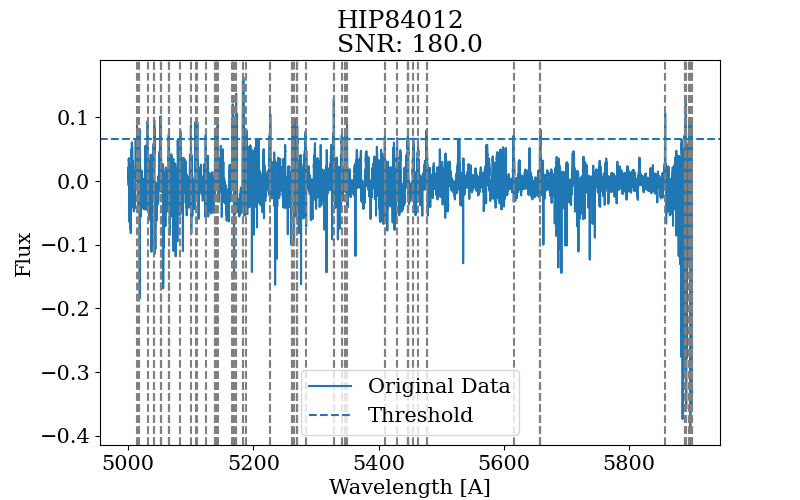 HIP84012
SNR: 180.0
Flux
0.1
0.0
−0.1
−0.2
−0.3
−0.4
Original Data
Threshold
5000 5200 5400 5600 5800
Wavelength [A]